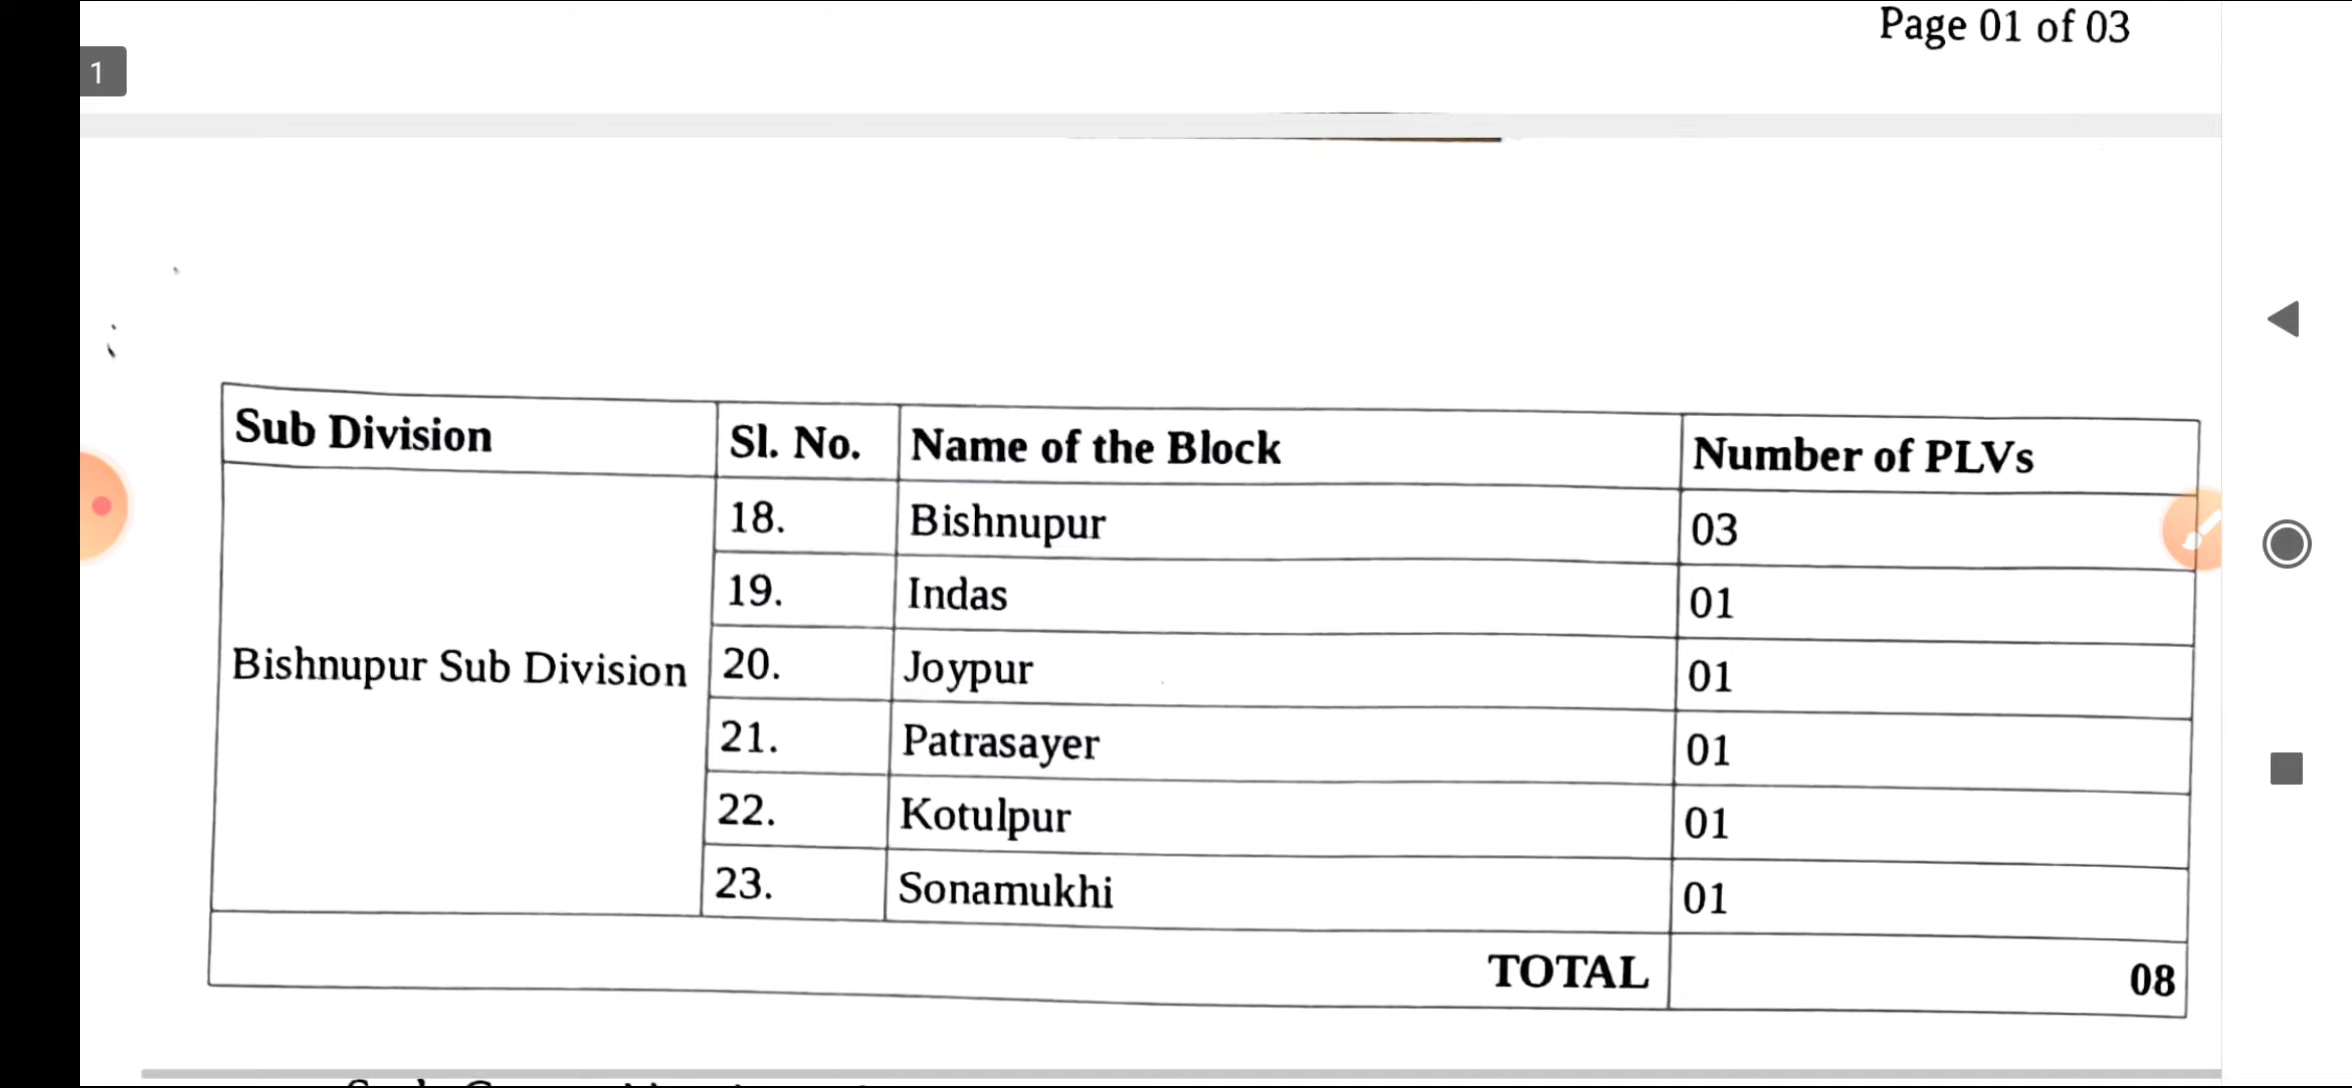 Page 01 of 03
1
Sub Division Sl. No. Name of the Block Number of PLVs
18. Bishnupur 03
19. Indas 01
Bishnupur Sub Division 20. Joypur 01
21. Patrasayer 01
22. Kotulpur 01
23. Sonamukhi 01
TOTAL 08